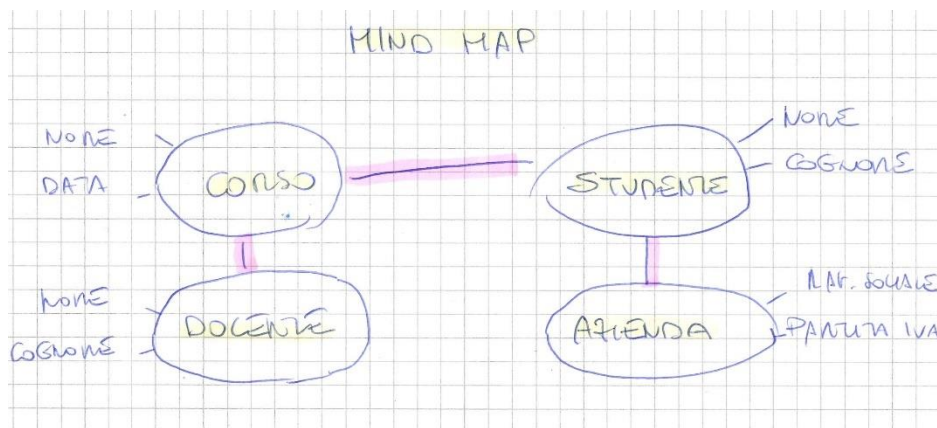 MIND MAP
NOME
DATA
CORSO
STUDENTE
NOME
COGNOME
NOME
COGNOME
DOCENTE
AZIENDA
RAG. SOCIALE
PARTITA IVA